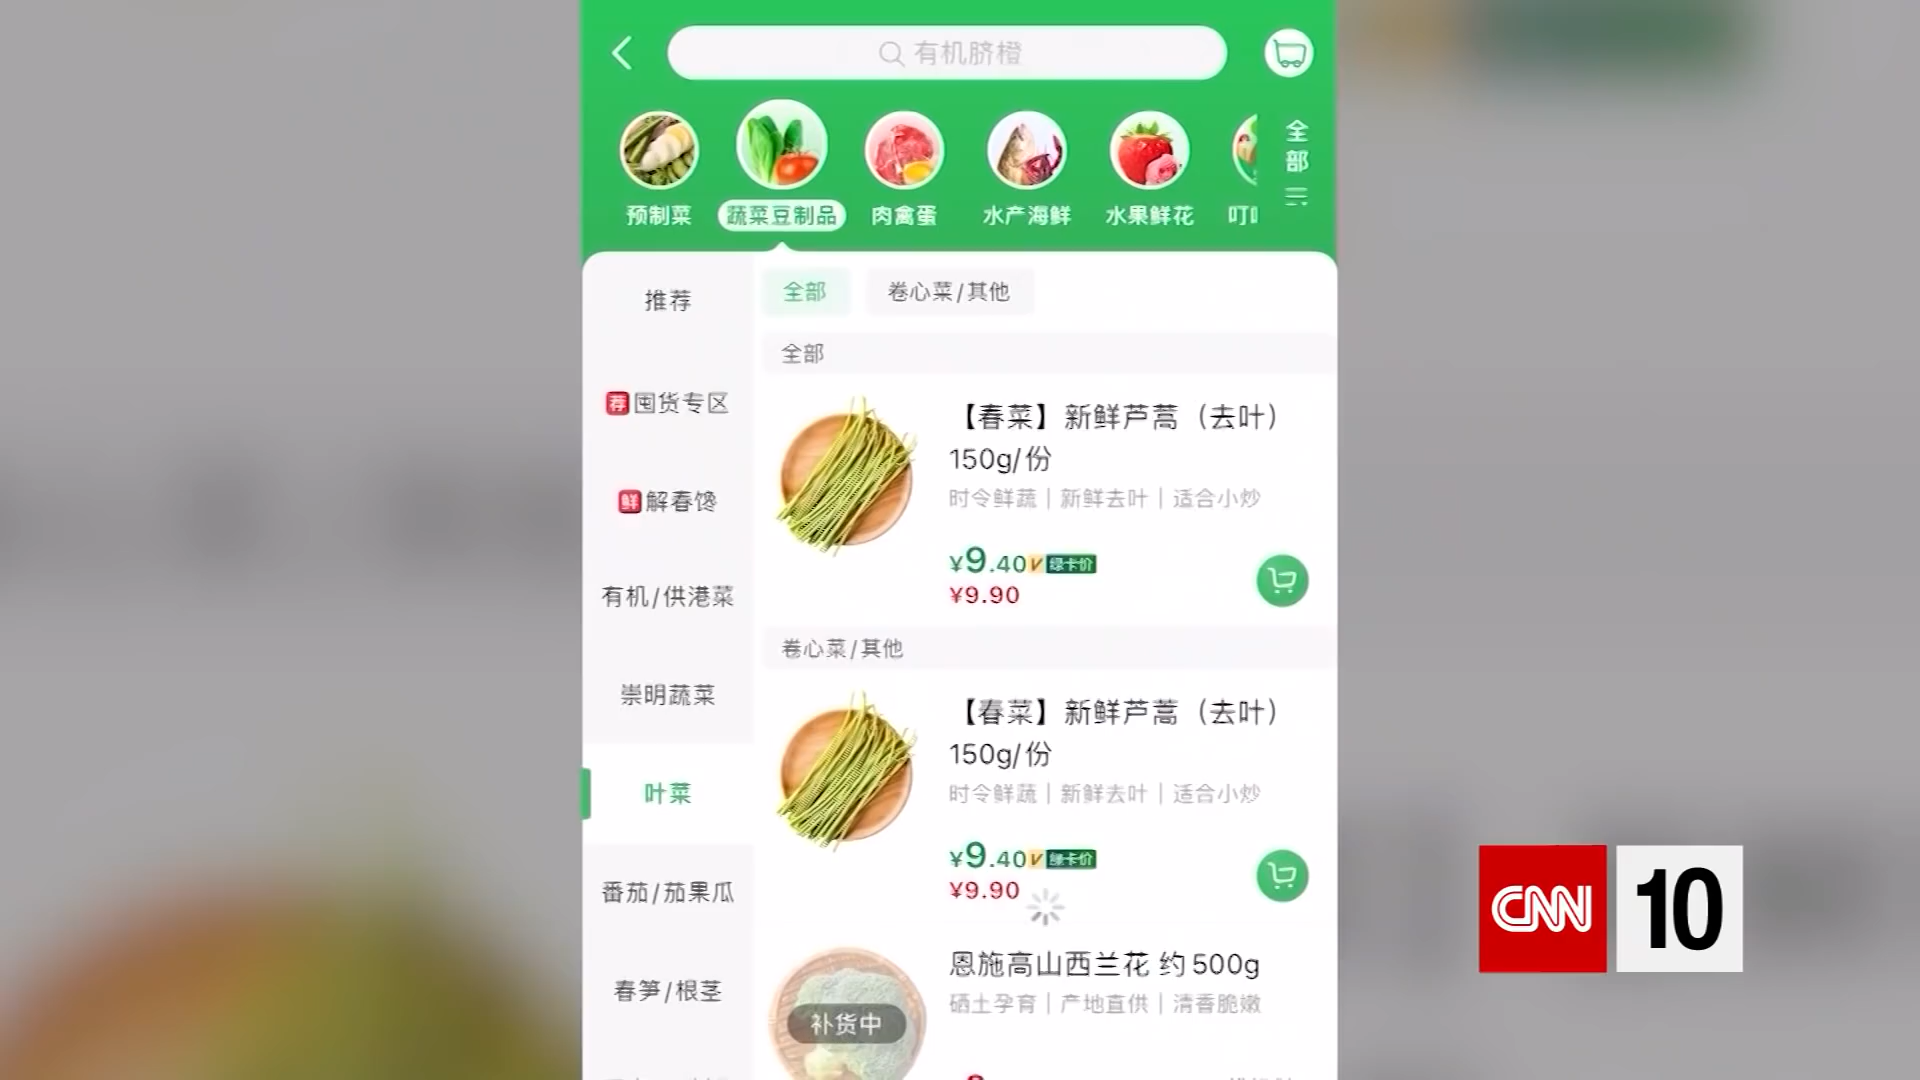 有机脐橙
全部
预制菜
蔬菜豆制品
肉禽蛋
水产海鲜
水果鲜花
推荐
荐 囤货专区
鲜 解春馋
有机/供港菜
崇明蔬菜
叶菜
番茄/茄果瓜
春笋/根茎
全部
卷心菜/其他
全部
【春菜】新鲜芦蒿（去叶）
150g/份
时令鲜蔬｜新鲜去叶｜适合小炒
¥9.40 V 绿卡价
¥9.90
卷心菜/其他
【春菜】新鲜芦蒿（去叶）
150g/份
时令鲜蔬｜新鲜去叶｜适合小炒
¥9.40 V 绿卡价
¥9.90
恩施高山西兰花 约500g
硒土孕育｜产地直供｜清香脆嫩
补货中
CNN 10